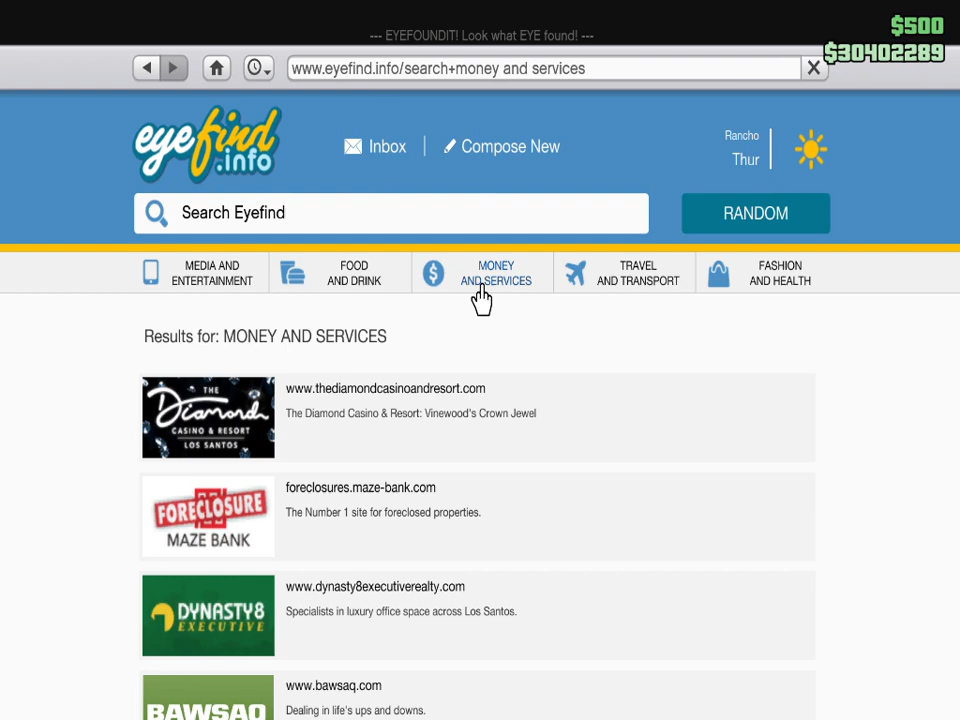 --- EYEFOUNDIT! Look what EYE found! ---
$500
$30402289
www.eyefind.info/search+money and services
X
eyefind
.info
Inbox
Compose New
Rancho
Thur
Search Eyefind
RANDOM
MEDIA AND
ENTERTAINMENT
FOOD
AND DRINK
$
MONEY
AND SERVICES
TRAVEL
AND TRANSPORT
FASHION
AND HEALTH
Results for: MONEY AND SERVICES
THE
Diamond
CASINO & RESORT
LOS SANTOS
www.thediamondcasinoandresort.com
The Diamond Casino & Resort: Vinewood's Crown Jewel
FORECLOSURE
MAZE BANK
foreclosures.maze-bank.com
The Number 1 site for foreclosed properties.
DYNASTY8
EXECUTIVE
www.dynasty8executiverealty.com
Specialists in luxury office space across Los Santos.
BAWSAQ
www.bawsaq.com
Dealing in life's ups and downs.